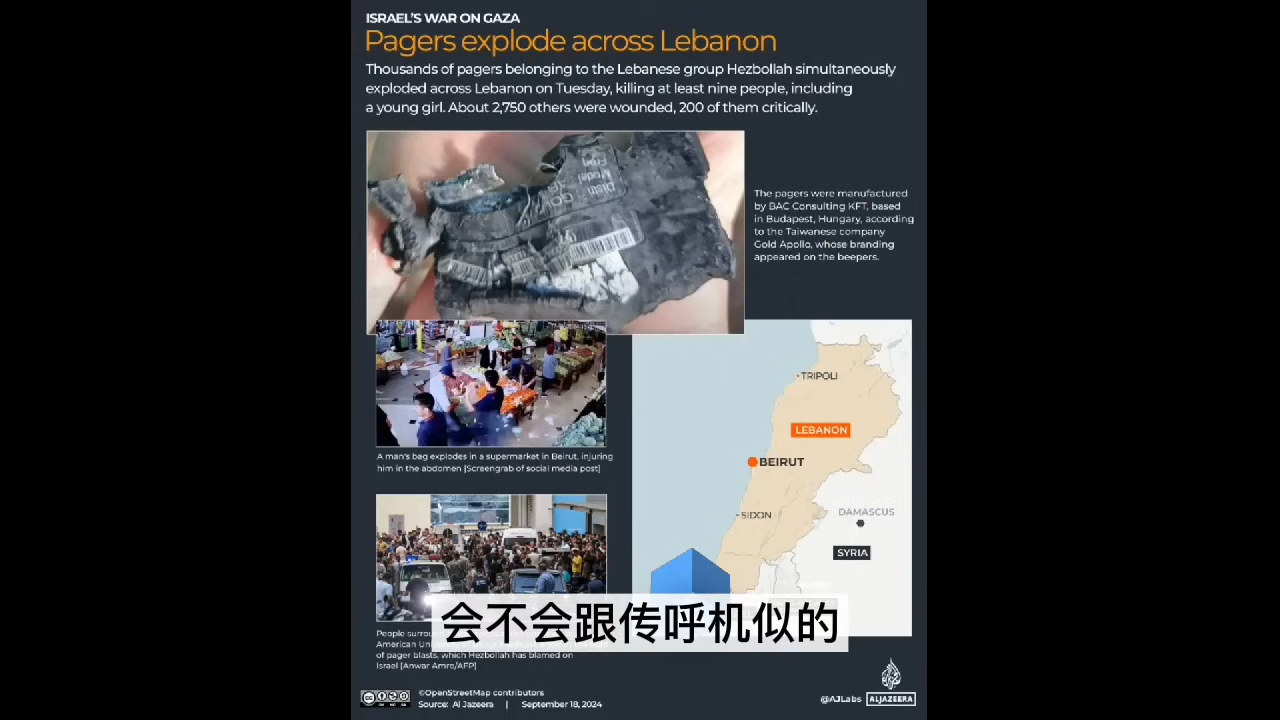 ISRAEL'S WAR ON GAZA
Pagers explode across Lebanon
Thousands of pagers belonging to the Lebanese group Hezbollah simultaneously
exploded across Lebanon on Tuesday, killing at least nine people, including
a young girl. About 2,750 others were wounded, 200 of them critically.
The pagers were manufactured
by BAC Consulting KFT, based
in Budapest, Hungary, according
to the Taiwanese company
Gold Apollo, whose branding
appeared on the beepers.
Model
TRIPOLI
LEBANON
BEIRUT
SIDON
DAMASCUS
SYRIA
A man's bag explodes in a supermarket in Beirut, injuring
him in the abdomen [Screengrab of social media post]
会不会跟传呼机似的
People
American
of pager blasts, which Hezbollah has blamed on
Israel [Anwar Amro/AFP]
©OpenStreetMap contributors
Source: Al Jazeera | September 18, 2024
@AJLabs
ALJAZEERA